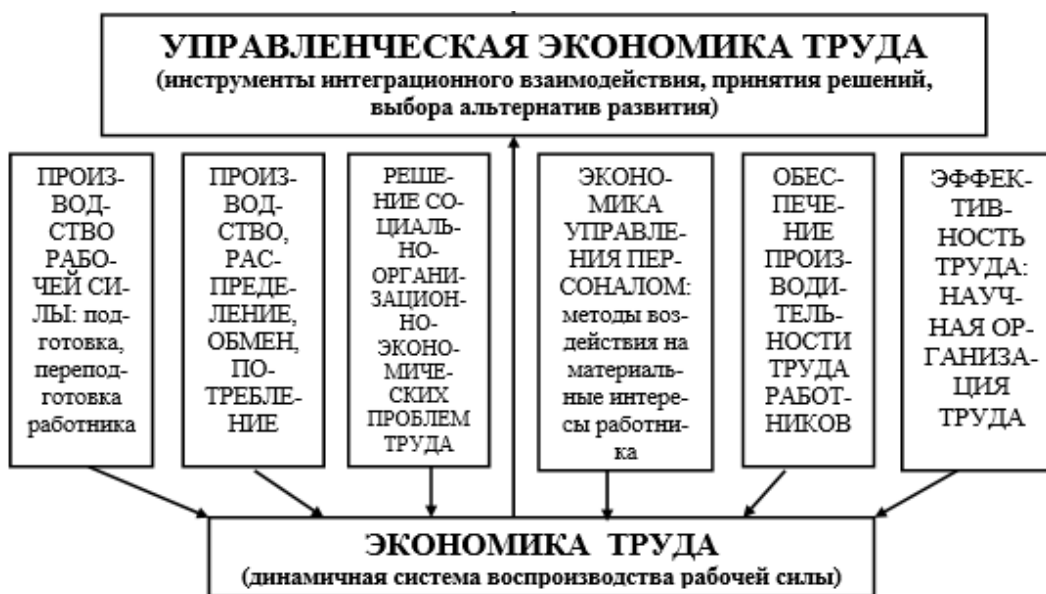 УПРАВЛЕНЧЕСКАЯ ЭКОНОМИКА ТРУДА
(инструменты интеграционного взаимодействия, принятия решений,
выбора альтернатив развития)
ПРОИЗ-
ВОД-
СТВО
РАБО-
ЧЕЙ СИ-
ЛЫ: под-
готовка,
перепод-
готовка
работника
ПРОИЗ-
ВОД-
СТВО,
РАС-
ПРЕДЕ-
ЛЕНИЕ,
ОБМЕН,
ПО-
ТРЕБЛЕ-
НИЕ
РЕШЕ-
НИЕ СО-
ЦИАЛЬ-
НО-
ОРГАНИ-
ЗАЦИОН-
НО-
ЭКОНО-
МИЧЕ-
СКИХ
ПРОБЛЕМ
ТРУДА
ЭКОНО-
МИКА
УПРАВЛЕ-
НИЯ ПЕР-
СОНАЛОМ:
методы воз-
действия на
материаль-
ные интере-
сы работни-
ка
ОБЕС-
ПЕЧЕ-
НИЕ
ПРОИЗ-
ВОДИ-
ТЕЛЬ-
НОСТИ
ТРУДА
РАБОТ-
НИКОВ
ЭФФЕК-
ТИВ-
НОСТЬ
ТРУДА:
НАУЧ-
НАЯ ОР-
ГАНИЗА-
ЦИЯ
ТРУДА
ЭКОНОМИКА ТРУДА
(динамичная система воспроизводства рабочей силы)